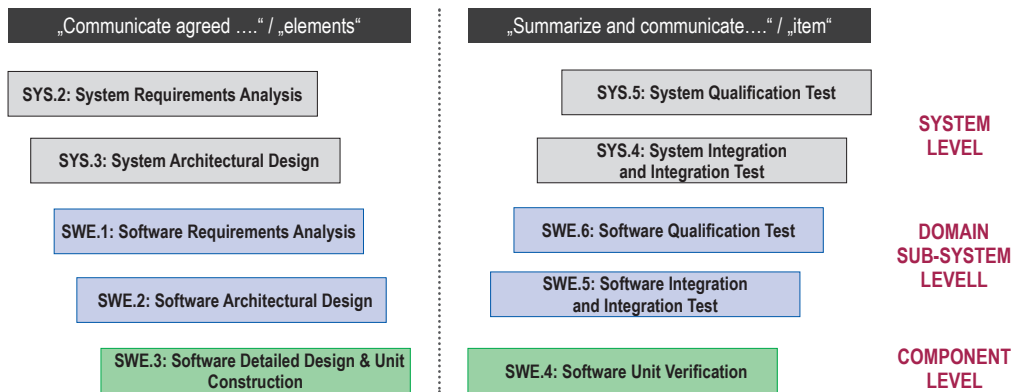 „Communicate agreed ....“ / „elements“
„Summarize and communicate....“ / „item“
SYS.2: System Requirements Analysis
SYS.5: System Qualification Test
SYSTEM
LEVEL
SYS.3: System Architectural Design
SYS.4: System Integration
and Integration Test
SWE.1: Software Requirements Analysis
SWE.6: Software Qualification Test
DOMAIN
SUB-SYSTEM
LEVELL
SWE.2: Software Architectural Design
SWE.5: Software Integration
and Integration Test
SWE.3: Software Detailed Design & Unit
Construction
SWE.4: Software Unit Verification
COMPONENT
LEVEL